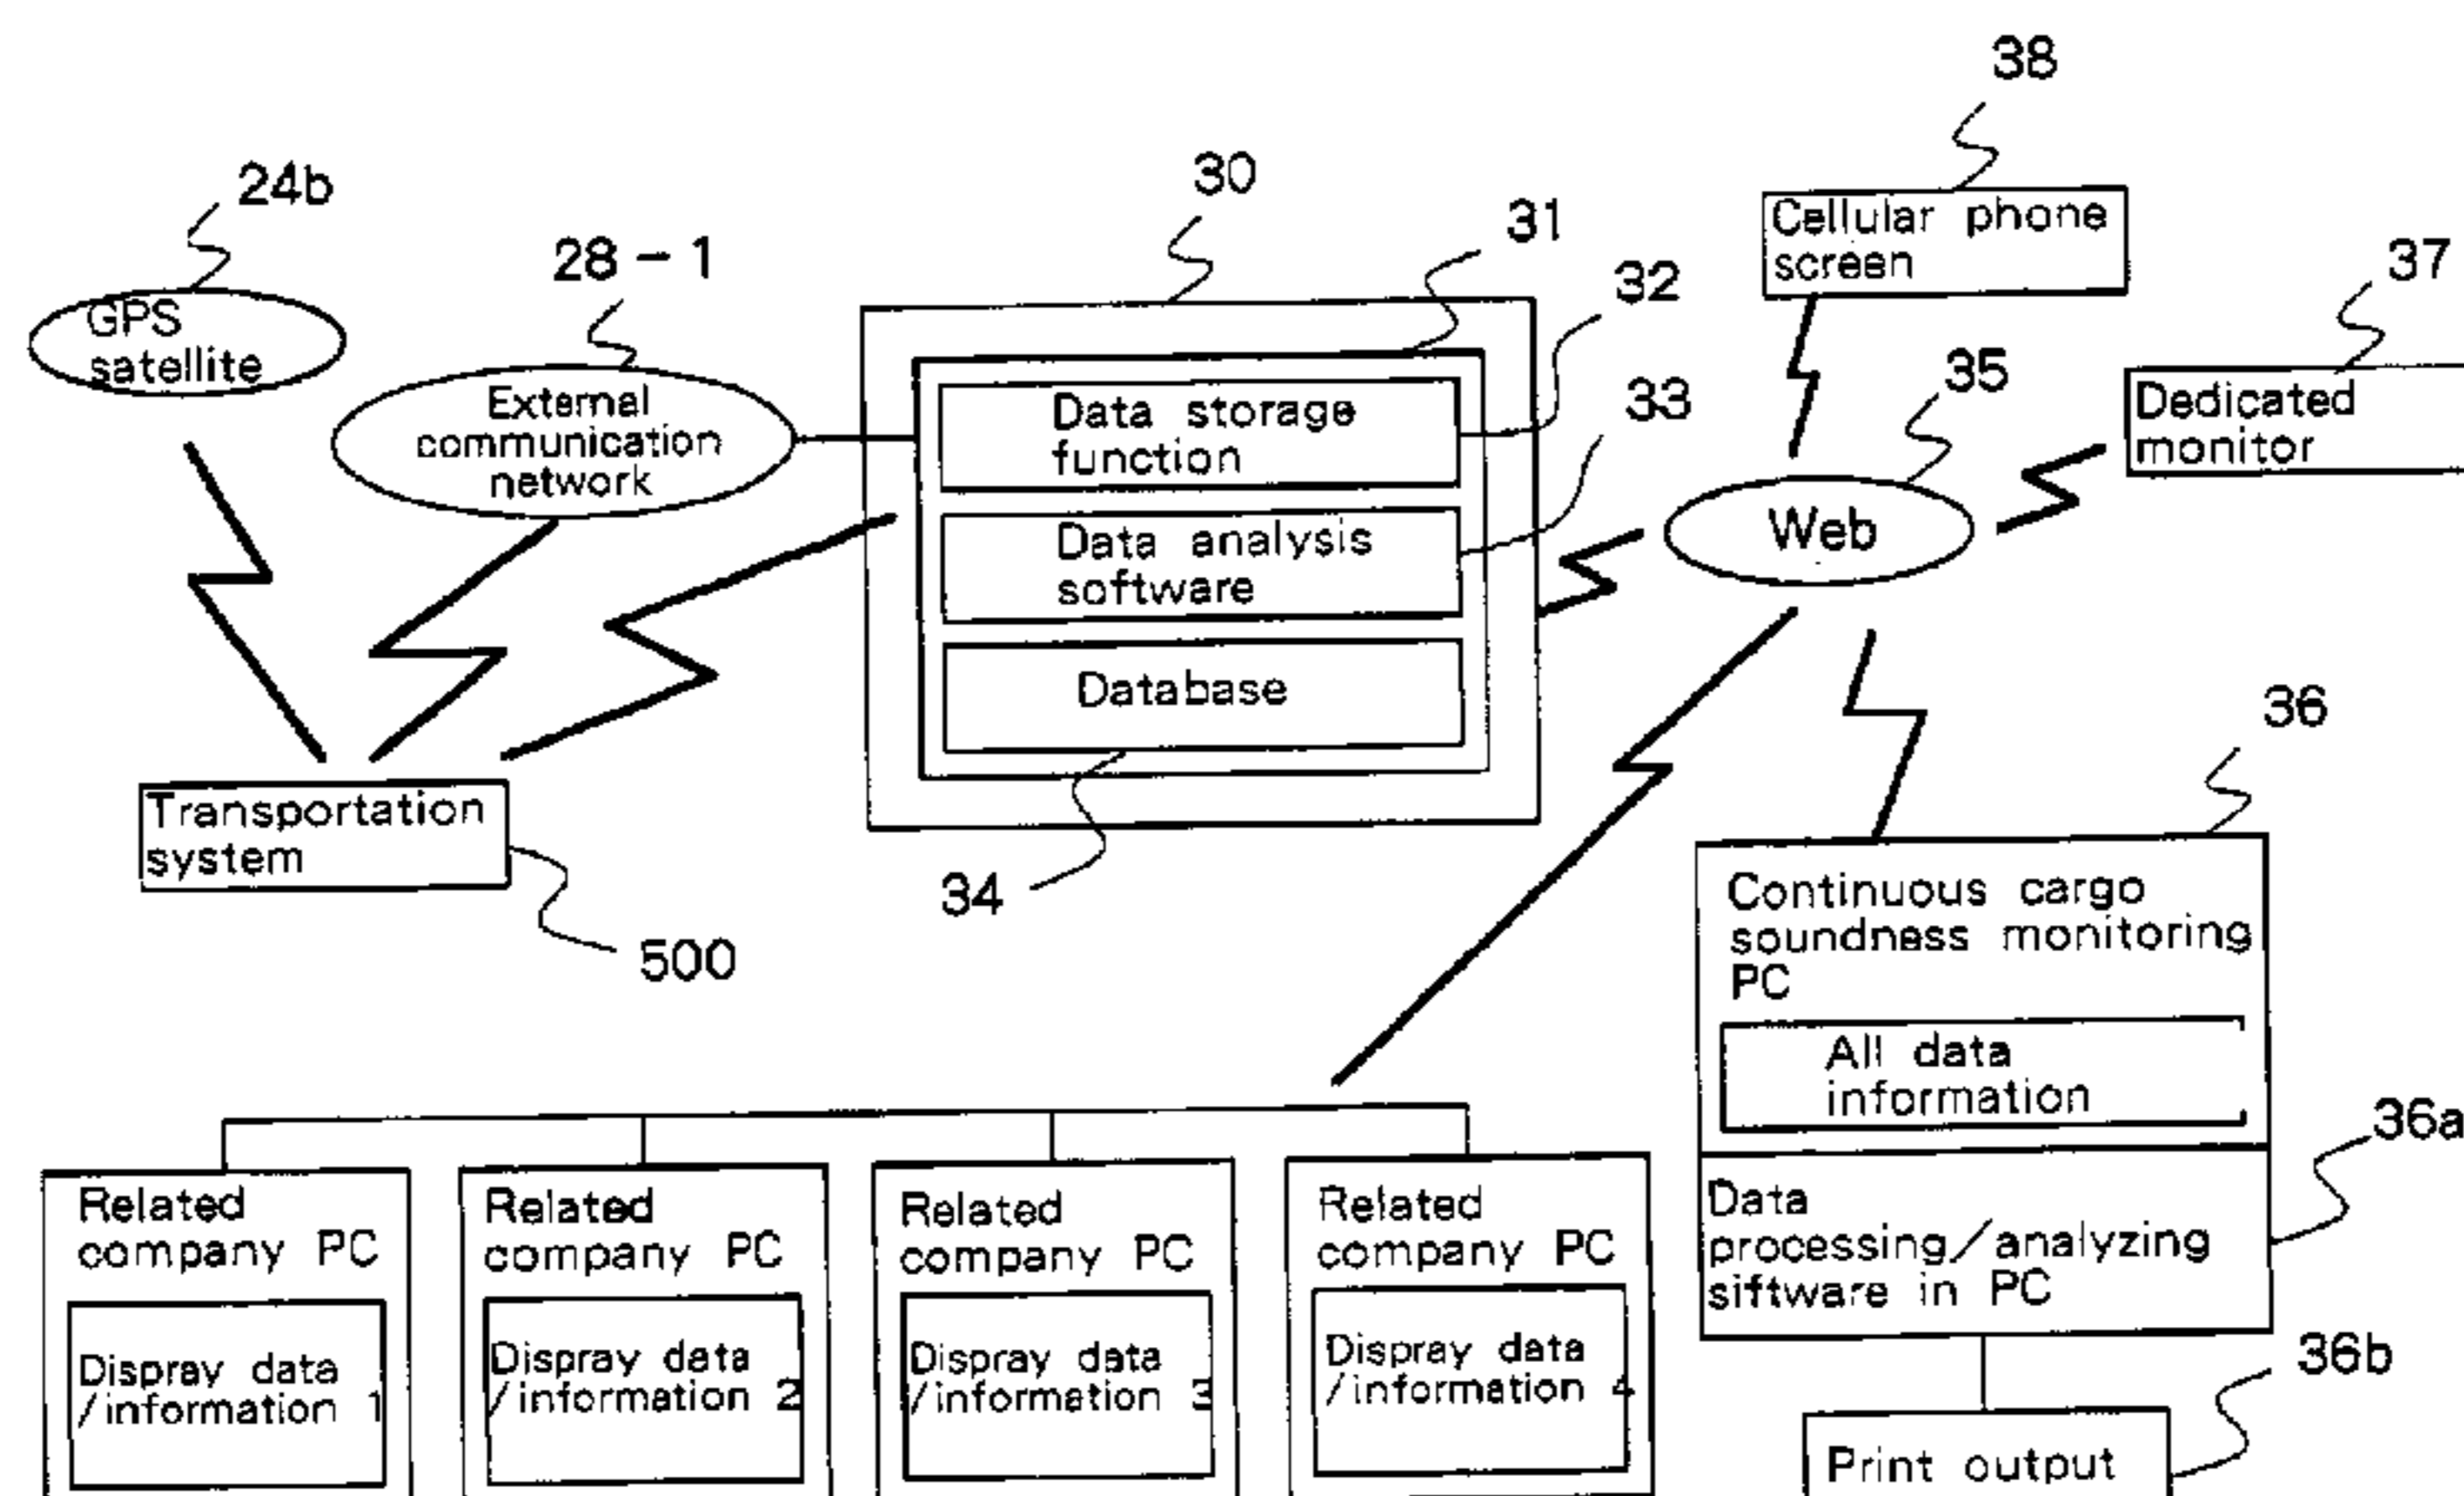 38
24b
30
28-1
31
32
37
GPS
satellite
External
communication
network
Data storage
function
33
35
Cellular phone
screen
Dedicated
monitor
Data analysis
software
Web
Database
36
Transportation
system
34
500
Continuous cargo
soundness monitoring
PC
All data
information
36a
Data
processing/analyzing
siftware in PC
36b
Print output
Related
company PC
Dispray data
/information 1
Related
company PC
Dispray data
/information 2
Related
company PC
Dispray data
/information 3
Related
company PC
Dispray data
/information 4